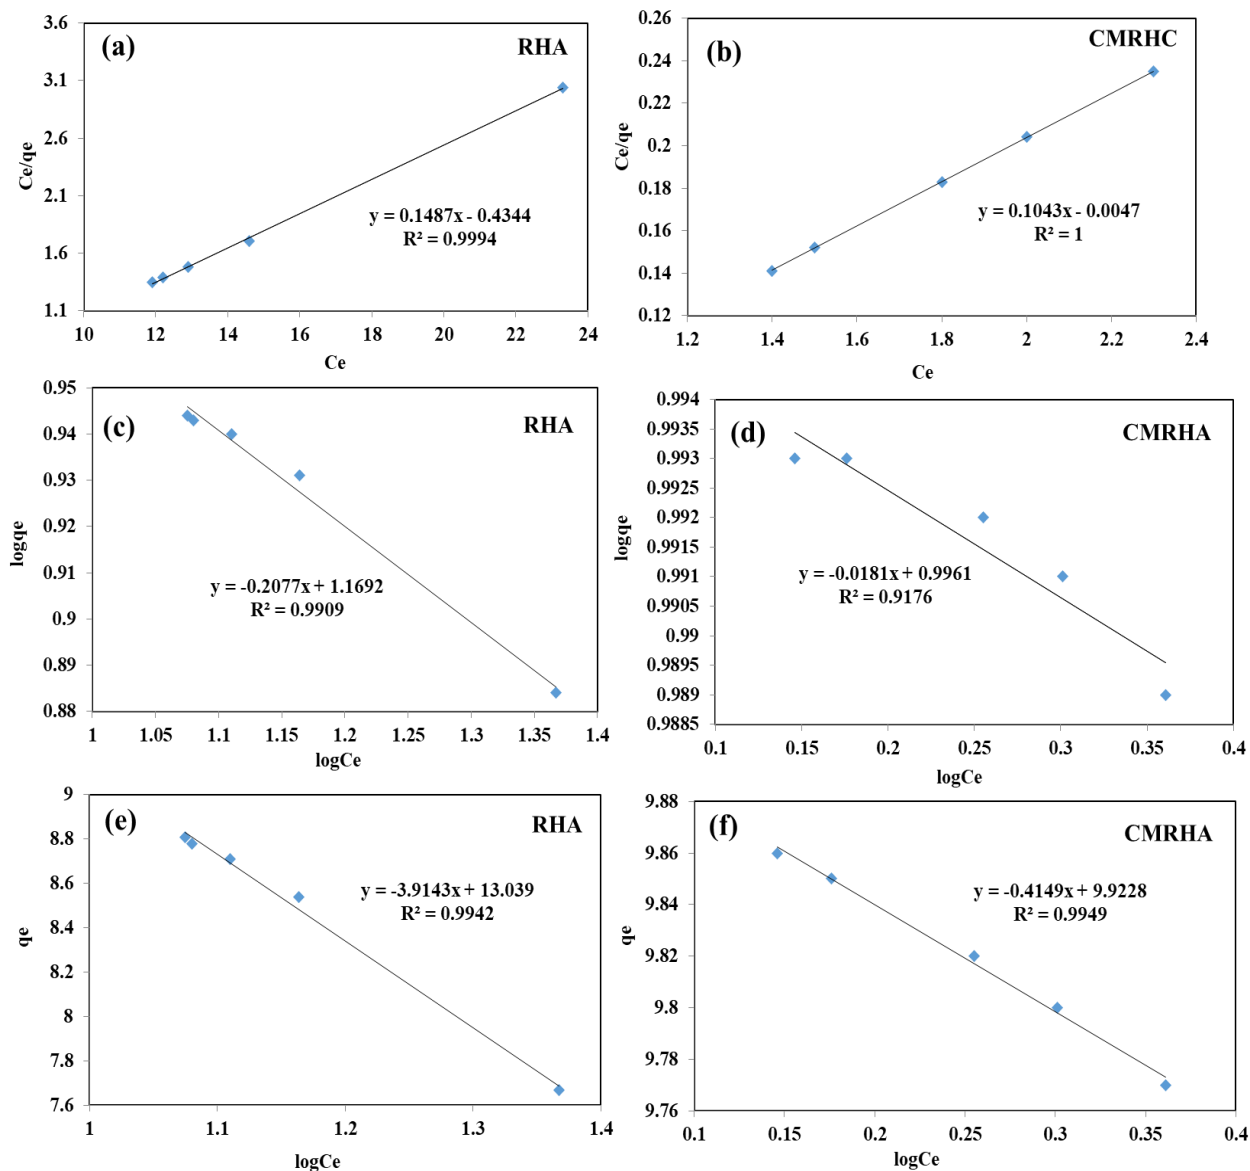 (a)
RHA
3.6
3.1
2.6
2.1
1.6
1.1
Ce/qe
y = 0.1487x - 0.4344
R² = 0.9994
10 12 14 16 18 20 22 24
Ce
(b)
CMRHC
0.26
0.24
0.22
0.2
0.18
0.16
0.14
0.12
Ce/qe
y = 0.1043x - 0.0047
R² = 1
1.2 1.4 1.6 1.8 2 2.2 2.4
Ce
(c)
RHA
0.95
0.94
0.93
0.92
0.91
0.9
0.89
0.88
logqe
y = -0.2077x + 1.1692
R² = 0.9909
1 1.05 1.1 1.15 1.2 1.25 1.3 1.35 1.4
logCe
(d)
CMRHA
0.994
0.9935
0.993
0.9925
0.992
0.9915
0.991
0.9905
0.99
0.9895
0.989
0.9885
logqe
y = -0.0181x + 0.9961
R² = 0.9176
0.1 0.15 0.2 0.25 0.3 0.35 0.4
logCe
(e)
RHA
9
8.8
8.6
8.4
8.2
8
7.8
7.6
qe
y = -3.9143x + 13.039
R² = 0.9942
1 1.1 1.2 1.3 1.4
logCe
(f)
CMRHA
9.88
9.86
9.84
9.82
9.8
9.78
9.76
qe
y = -0.4149x + 9.9228
R² = 0.9949
0.1 0.15 0.2 0.25 0.3 0.35 0.4
logCe